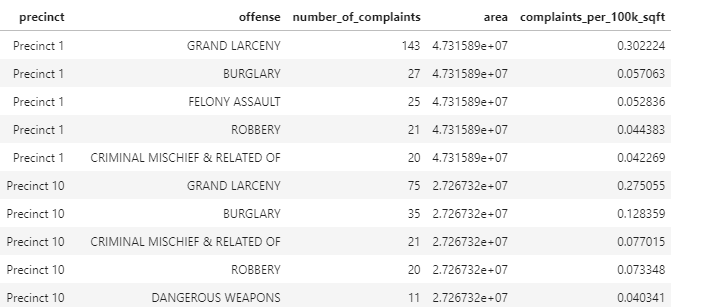 precinct offense number_of_complaints area complaints_per_100k_sqft
Precinct 1 GRAND LARCENY 143 4.731589e+07 0.302224
Precinct 1 BURGLARY 27 4.731589e+07 0.057063
Precinct 1 FELONY ASSAULT 25 4.731589e+07 0.052836
Precinct 1 ROBBERY 21 4.731589e+07 0.044383
Precinct 1 CRIMINAL MISCHIEF & RELATED OF 20 4.731589e+07 0.042269
Precinct 10 GRAND LARCENY 75 2.726732e+07 0.275055
Precinct 10 BURGLARY 35 2.726732e+07 0.128359
Precinct 10 CRIMINAL MISCHIEF & RELATED OF 21 2.726732e+07 0.077015
Precinct 10 ROBBERY 20 2.726732e+07 0.073348
Precinct 10 DANGEROUS WEAPONS 11 2.726732e+07 0.040341